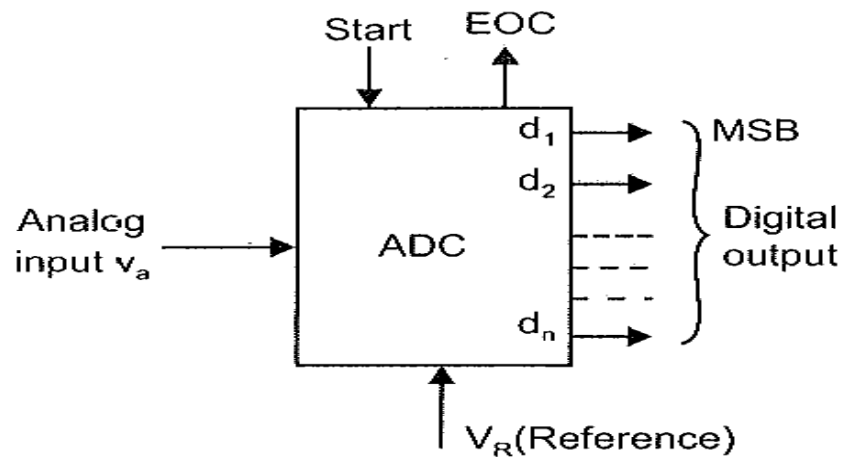 Start
EOC
d1
MSB
d2
Analog
input va
ADC
Digital
output
dn
VR(Reference)